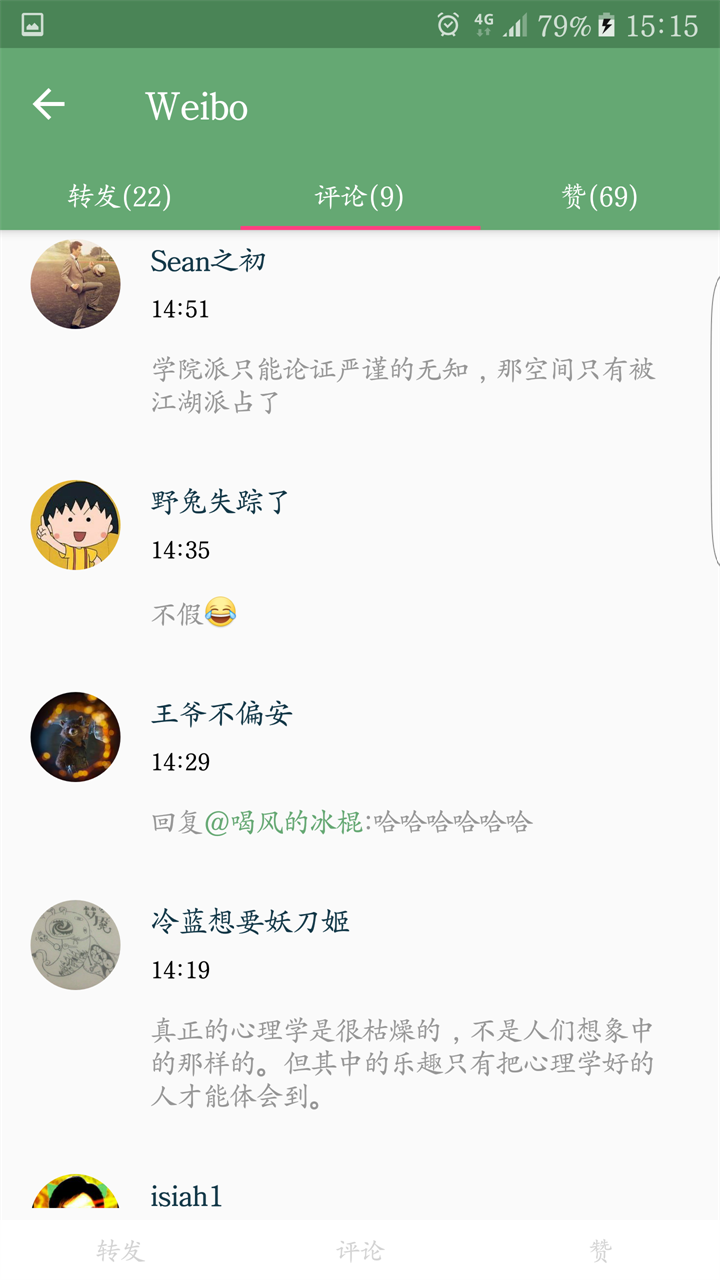 4G 79% 15:15
Weibo
转发(22) 评论(9) 赞(69)
Sean之初
14:51
学院派只能论证严谨的无知，那空间只有被
江湖派占了
野兔失踪了
14:35
不假😂
王爷不偏安
14:29
回复@喝风的冰棍:哈哈哈哈哈哈
冷蓝想要妖刀姬
14:19
真正的心理学是很枯燥的，不是人们想象中
的那样的。但其中的乐趣只有把心理学好的
人才能体会到。
isiah1
转发 评论 赞